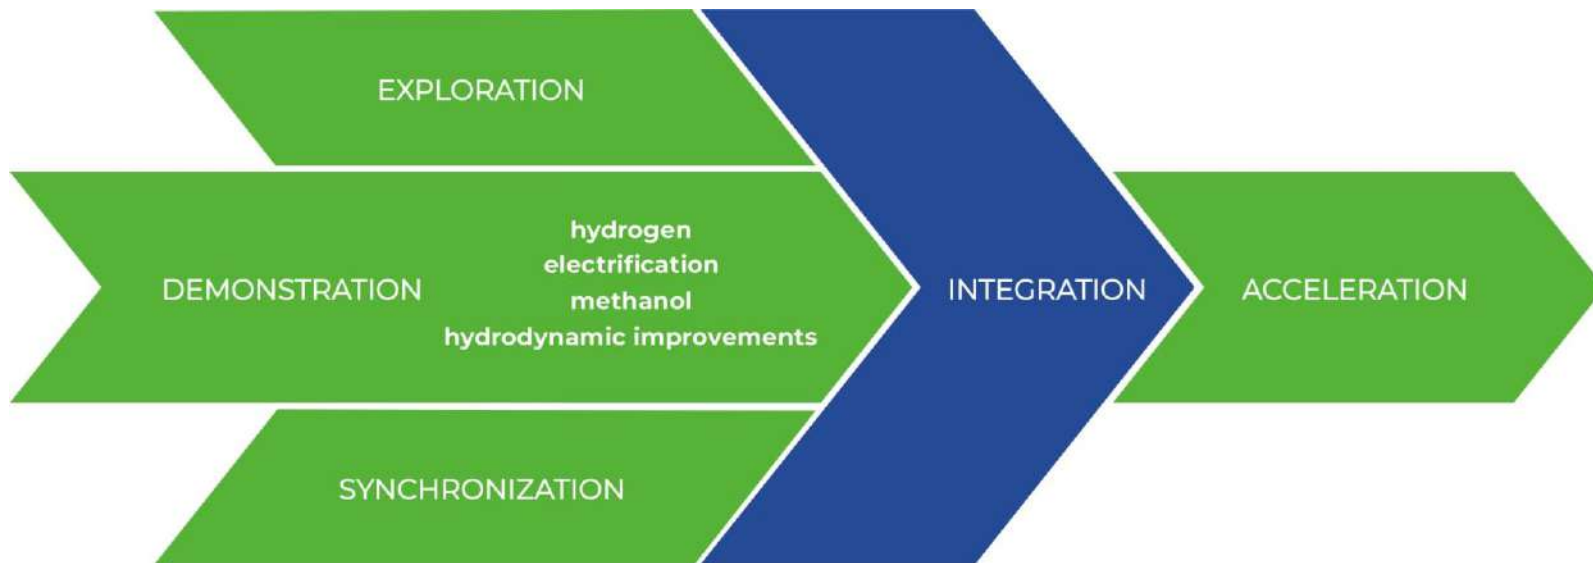 EXPLORATION
DEMONSTRATION
hydrogen
electrification
methanol
hydrodynamic improvements
SYNCHRONIZATION
INTEGRATION
ACCELERATION